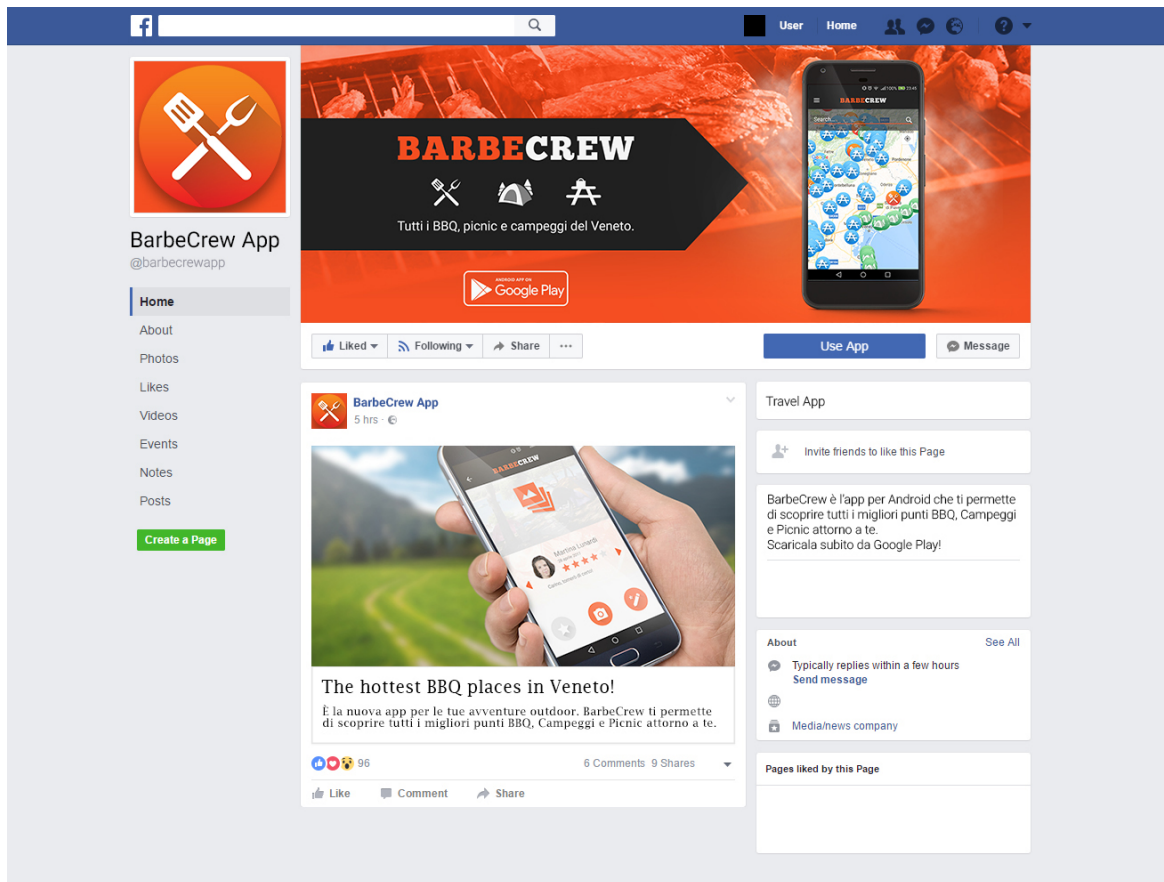 User Home
BarbeCrew App
@barbecrewapp
Home
About
Photos
Likes
Videos
Events
Notes
Posts
Create a Page
BARBECREW
Tutti i BBQ, picnic e campeggi del Veneto.
ANDROID APP ON
Google Play
100% 
BARBECREW
Search...
Liked
Following
Share
Use App
Message
BarbeCrew App
5 hrs
BARBECREW
Martina Lunardi
The hottest BBQ places in Veneto!
È la nuova app per le tue avventure outdoor. BarbeCrew ti permette
di scoprire tutti i migliori punti BBQ, Campeggi e Picnic attorno a te.
96
6 Comments 9 Shares
Like Comment Share
Travel App
Invite friends to like this Page
BarbeCrew è l'app per Android che ti permette
di scoprire tutti i migliori punti BBQ, Campeggi
e Picnic attorno a te.
Scaricala subito da Google Play!
About See All
Typically replies within a few hours
Send message
Media/news company
Pages liked by this Page